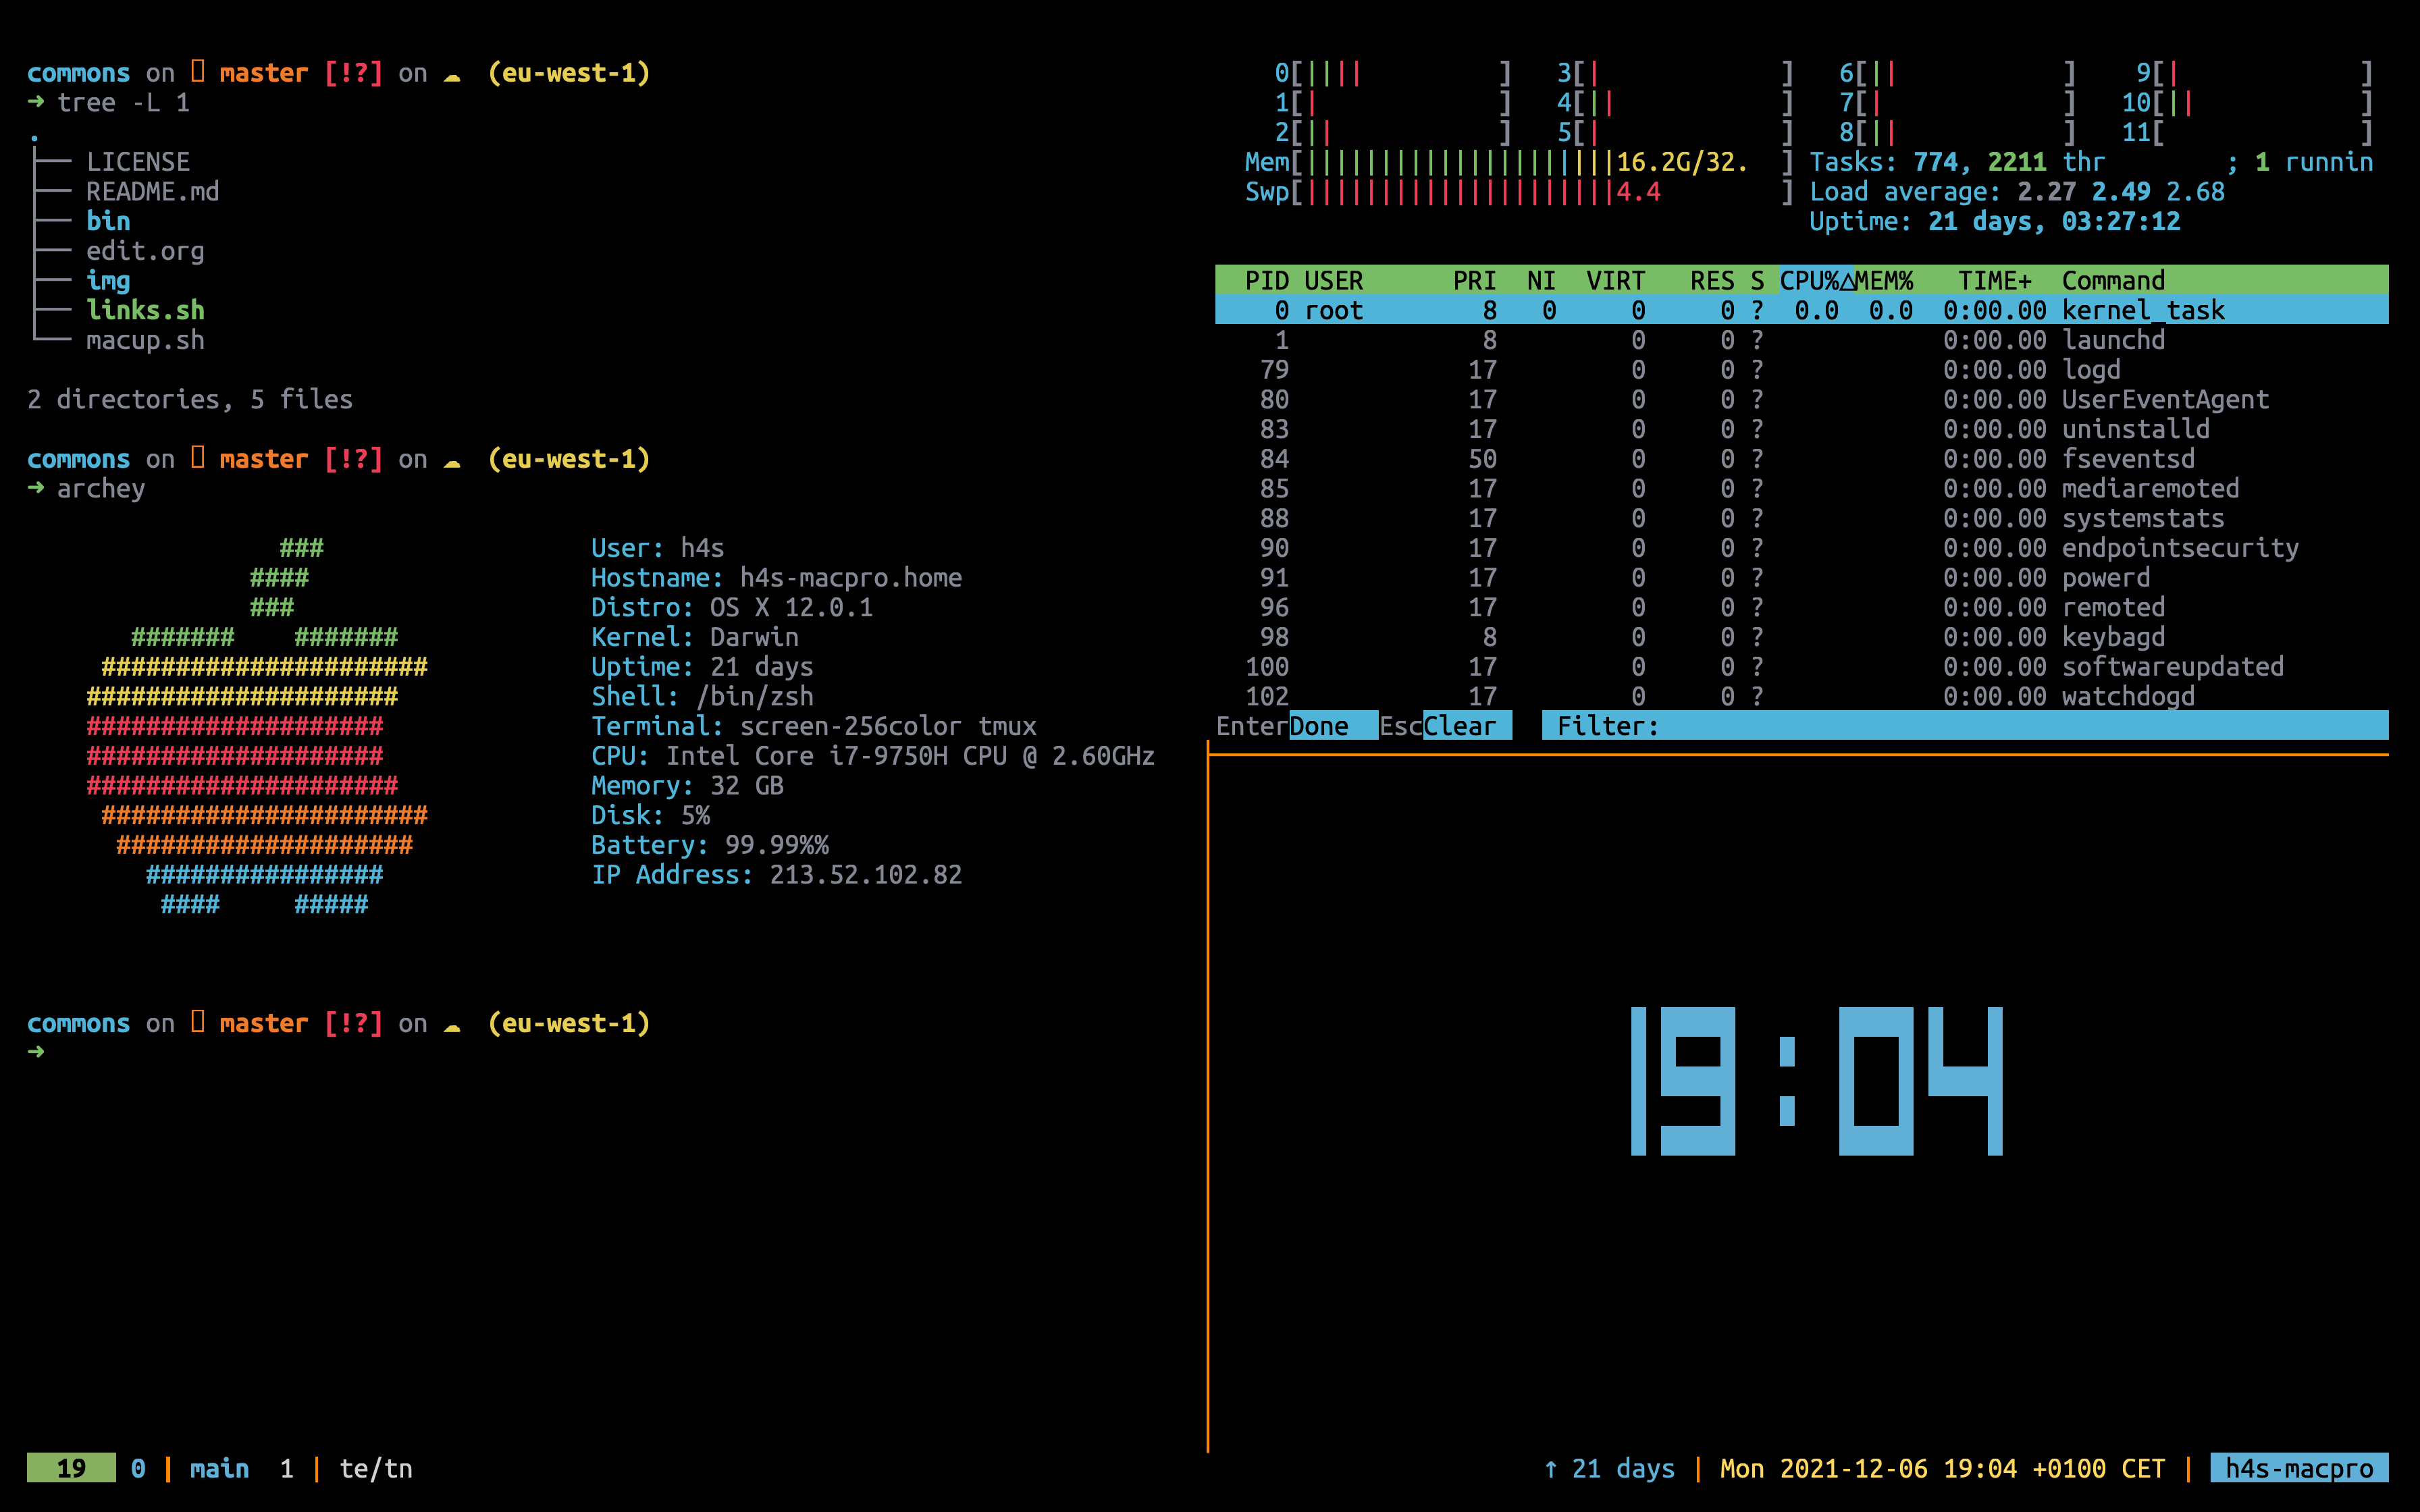 commons on master [!?] on ☁ (eu-west-1)
➜ tree -L 1
.
├── LICENSE
├── README.md
├── bin
├── edit.org
├── img
├── links.sh
└── macup.sh
2 directories, 5 files
commons on master [!?] on ☁ (eu-west-1)
➜ archey
###
####
###
####### #######
######################
#####################
####################
####################
#####################
######################
####################
################
#### #####
User: h4s
Hostname: h4s-macpro.home
Distro: OS X 12.0.1
Kernel: Darwin
Uptime: 21 days
Shell: /bin/zsh
Terminal: screen-256color tmux
CPU: Intel Core i7-9750H CPU @ 2.60GHz
Memory: 32 GB
Disk: 5%
Battery: 99.99%%
IP Address: 213.52.102.82
commons on master [!?] on ☁ (eu-west-1)
➜
0[|||| ] 3[| ] 6[|| ] 9[| ]
1[| ] 4[|| ] 7[| ] 10[|| ]
2[|| ] 5[| ] 8[|| ] 11[ ]
Mem[|||||||||||||||||||||16.2G/32. ] Tasks: 774, 2211 thr ; 1 runnin
Swp[|||||||||||||||||||||4.4 ] Load average: 2.27 2.49 2.68
Uptime: 21 days, 03:27:12
PID USER PRI NI VIRT RES S CPU%△MEM% TIME+ Command
0 root 8 0 0 0 ? 0.0 0.0 0:00.00 kernel_task
1 8 0 0 ? 0:00.00 launchd
79 17 0 0 ? 0:00.00 logd
80 17 0 0 ? 0:00.00 UserEventAgent
83 17 0 0 ? 0:00.00 uninstalld
84 50 0 0 ? 0:00.00 fseventsd
85 17 0 0 ? 0:00.00 mediaremoted
88 17 0 0 ? 0:00.00 systemstats
90 17 0 0 ? 0:00.00 endpointsecurity
91 17 0 0 ? 0:00.00 powerd
96 17 0 0 ? 0:00.00 remoted
98 8 0 0 ? 0:00.00 keybagd
100 17 0 0 ? 0:00.00 softwareupdated
102 17 0 0 ? 0:00.00 watchdogd
EnterDone EscClear Filter:
19:04
19 0 | main 1 | te/tn
↑ 21 days | Mon 2021-12-06 19:04 +0100 CET | h4s-macpro